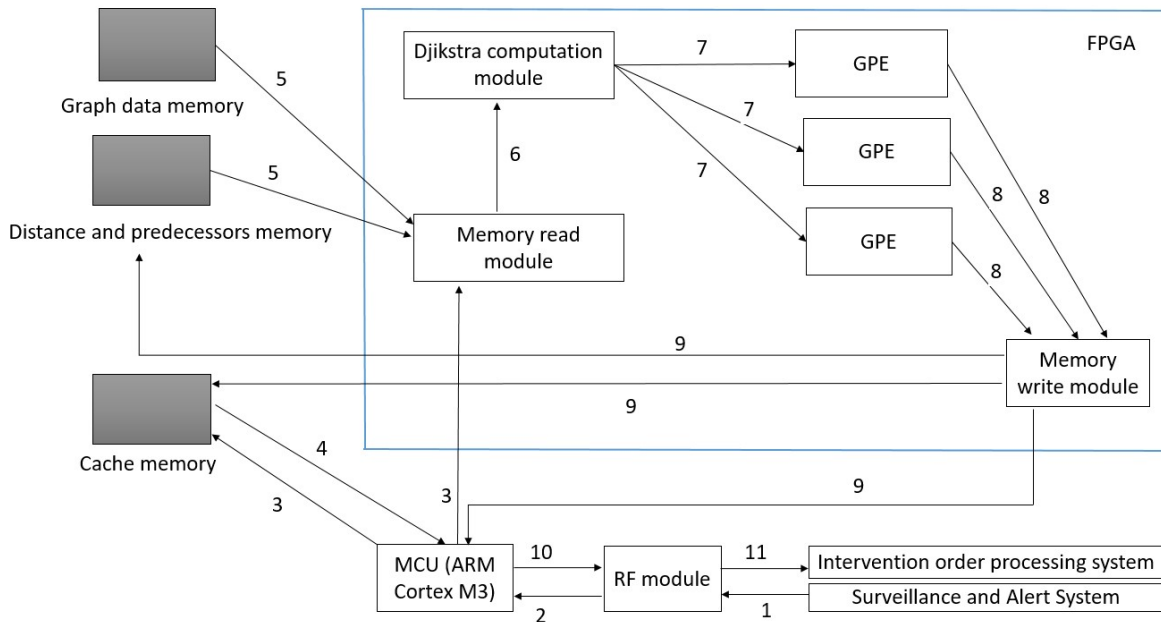 FPGA
7
Djikstra computation
module
GPE
5
Graph data memory
7
6
GPE
5
7
8
8
Distance and predecessors memory
Memory read
module
GPE
8
9
Memory
write module
9
4
Cache memory
3
3
9
MCU (ARM
Cortex M3)
10
RF module
11
Intervention order processing system
2
1
Surveillance and Alert System